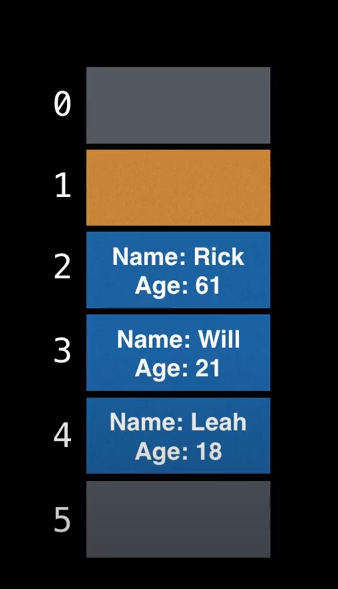 0
1
2
Name: Rick
Age: 61
3
Name: Will
Age: 21
4
Name: Leah
Age: 18
5